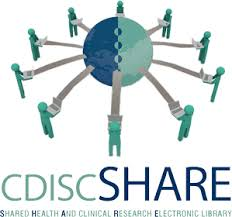 CDISCSHARE
SHARED HEALTH AND CLINICAL RESEARCH ELECTRONIC LIBRARY